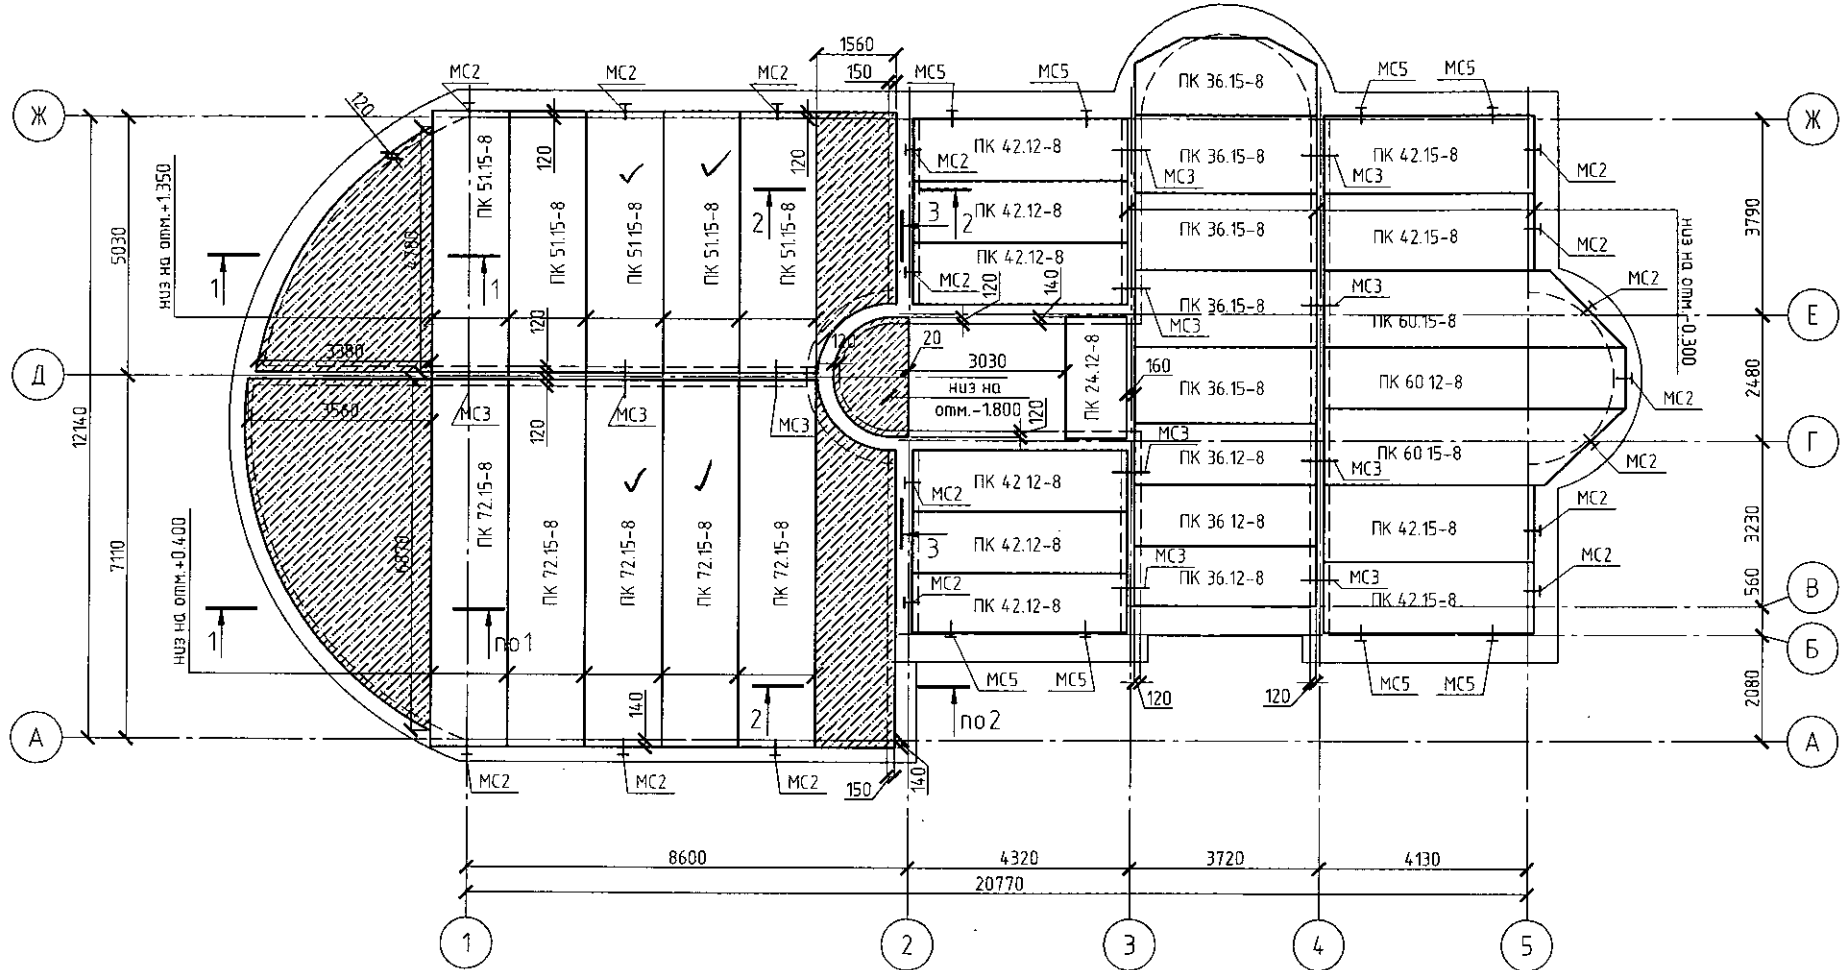 1560
150
МС2
МС2
МС2
МС5
МС5
МС5
МС5
ПК 36.15-8
Ж
Ж
120
низ на отм.+1.350
ПК 51.15-8
ПК 51.15-8
ПК 51.15-8
ПК 51.15-8
ПК 51.15-8
120
120
ПК 42.12-8
МС2
ПК 36.15-8
МС3
МС3
ПК 42.15-8
МС2
5030
3790
2
3
2
ПК 42.12-8
ПК 36.15-8
ПК 42.15-8
МС2
низ на отм.-0.300
1
1
ПК 42.12-8
МС2
120
140
ПК 36.15-8
МС3
МС3
МС2
ПК 60.15-8
Е
120
3380
120
20
3030
ПК 24.12-8
160
Д
низ на
отм.-1.800
ПК 36.15-8
ПК 60 12-8
МС2
2480
12140
3560
МС3
120
МС3
МС3
120
МС3
ПК 36.12-8
МС3
ПК 60 15-8
МС2
Г
ПК 72.15-8
ПК 72.15-8
ПК 72.15-8
ПК 72.15-8
ПК 72.15-8
ПК 42 12-8
МС2
МС2
7110
низ на отм.+0.400
6820
3
ПК 42.12-8
ПК 36 12-8
ПК 42.15-8
3230
МС3
МС3
МС2
ПК 42.12-8
МС2
ПК 36.12-8
ПК 42.15-8
560
В
1
по1
Б
2
по2
140
МС5
МС5
120
120
МС5
МС5
2080
А
А
МС2
МС2
МС2
150
140
8600
4320
3720
4130
20770
1
2
3
4
5